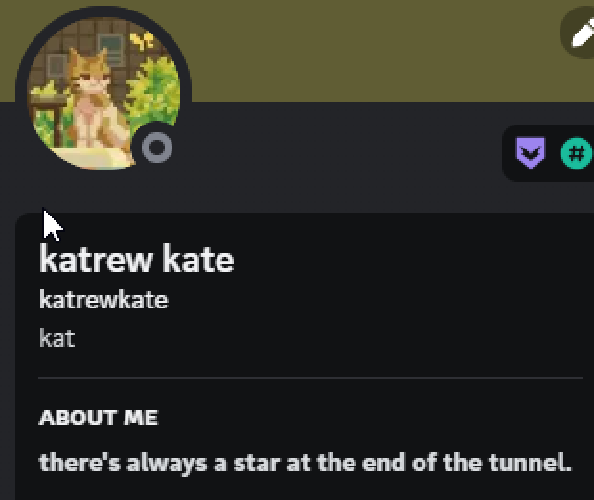 katrew kate
katrewkate
kat
ABOUT ME
there's always a star at the end of the tunnel.